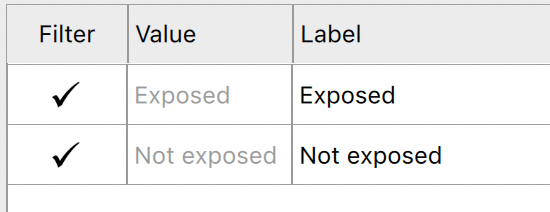 Filter Value Label
✓ Exposed Exposed
✓ Not exposed Not exposed